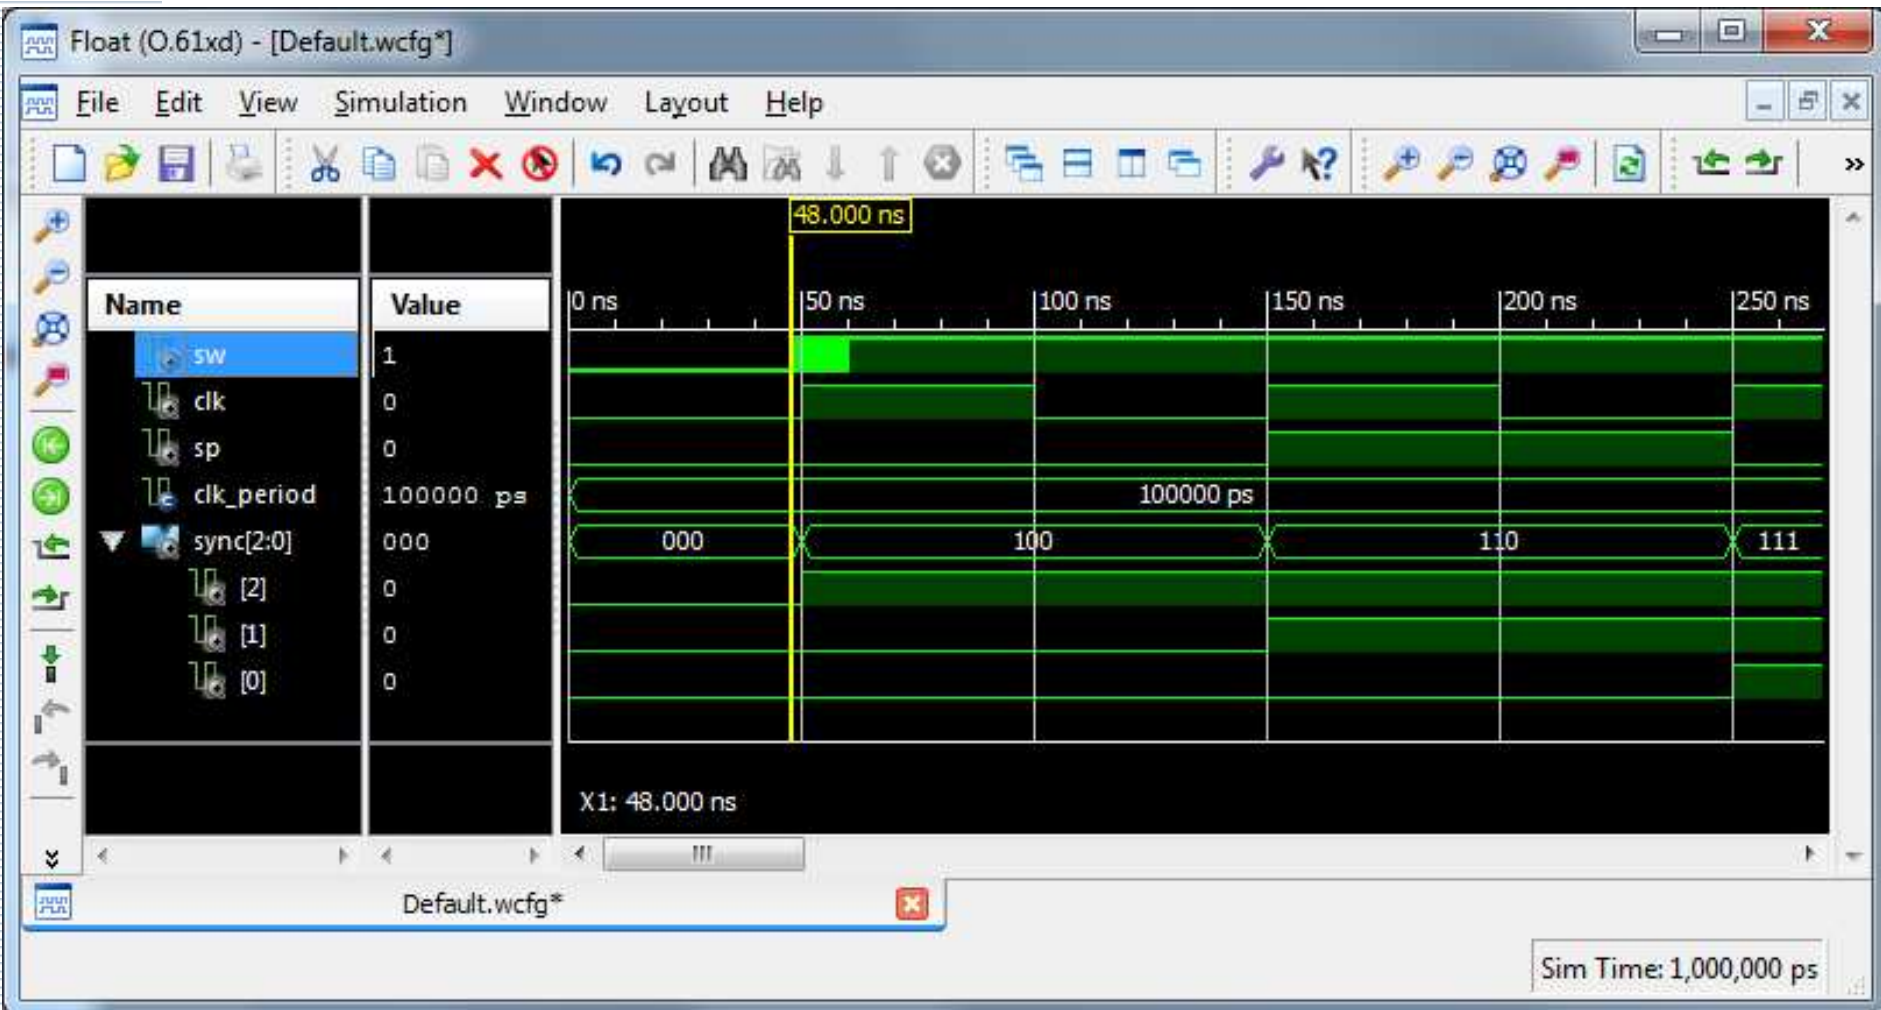 Float (O.61xd) - [Default.wcfg*]
File Edit View Simulation Window Layout Help
48.000 ns
Name Value 0 ns 50 ns 100 ns 150 ns 200 ns 250 ns
sw 1
clk 0
sp 0
clk_period 100000 ps 100000 ps
sync[2:0] 000 000 100 110 111
[2] 0
[1] 0
[0] 0
X1: 48.000 ns
Default.wcfg*
Sim Time: 1,000,000 ps